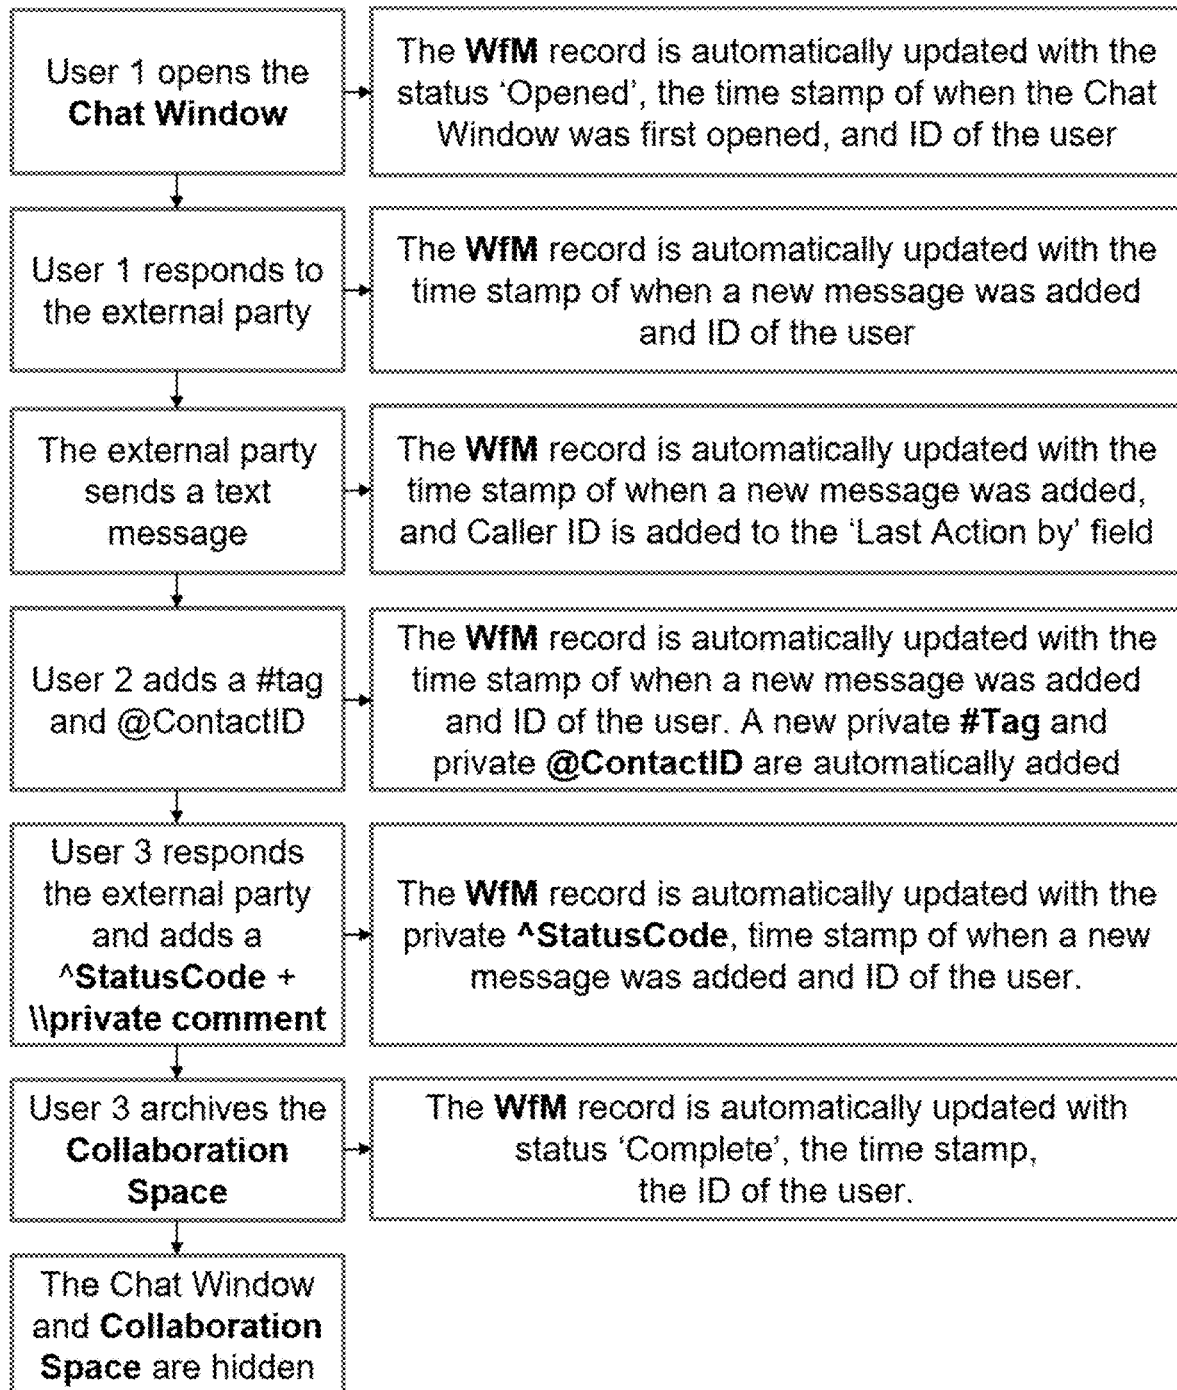 User 1 opens the
Chat Window
The WfM record is automatically updated with the
status ‘Opened’, the time stamp of when the Chat
Window was first opened, and ID of the user
User 1 responds to
the external party
The WfM record is automatically updated with the
time stamp of when a new message was added
and ID of the user
The external party
sends a text
message
The WfM record is automatically updated with the
time stamp of when a new message was added,
and Caller ID is added to the ‘Last Action by’ field
User 2 adds a #tag
and @ContactID
The WfM record is automatically updated with the
time stamp of when a new message was added
and ID of the user. A new private #Tag and
private @ContactID are automatically added
User 3 responds
the external party
and adds a
^StatusCode +
\\private comment
The WfM record is automatically updated with the
private ^StatusCode, time stamp of when a new
message was added and ID of the user.
User 3 archives the
Collaboration
Space
The WfM record is automatically updated with
status ‘Complete’, the time stamp,
the ID of the user.
The Chat Window
and Collaboration
Space are hidden